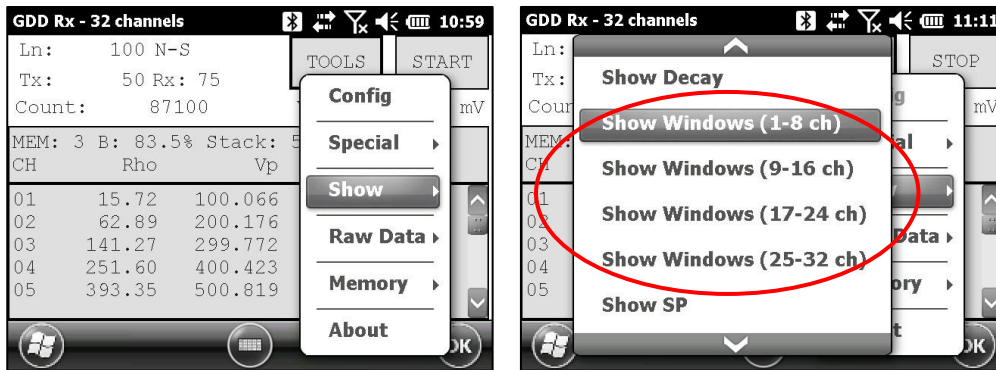 GDD Rx - 32 channels 10:59
Ln: 100 N-S
TOOLS START
Tx: 50 Rx: 75
Count: 87100 mV
MEM: 3 B: 83.5% Stack: 5
CH Rho Vp
01 15.72 100.066
02 62.89 200.176
03 141.27 299.772
04 251.60 400.423
05 393.35 500.819
Config
Special
Show
Raw Data
Memory
About
OK
GDD Rx - 32 channels 11:11
Ln:
STOP
Tx:
Coun mV
MEM:
CH
01
02
03
04
05
Show Decay
Show Windows (1-8 ch)
Show Windows (9-16 ch)
Show Windows (17-24 ch)
Show Windows (25-32 ch)
Show SP
g
al
Data
ory
t
OK